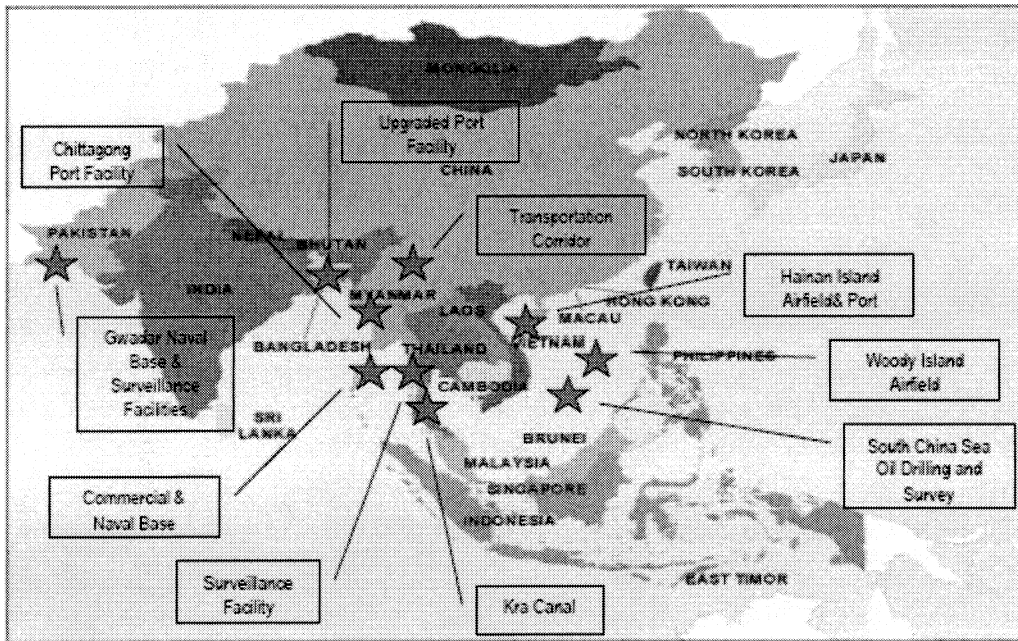 MONGOLIA
Upgraded Port
Facility
Chittagong
Port Facility
NORTH KOREA
JAPAN
CHINA
SOUTH KOREA
Transportation
Corridor
PAKISTAN
NEPAL
BHUTAN
TAIWAN
INDIA
MYANMAR
HONG KONG
Hainan Island
Airfield& Port
LAOS
MACAU
Gwadar Naval
Base &
Surveillance
Facilities
BANGLADESH
THAILAND
VIETNAM
PHILIPPINES
Woody Island
Airfield
CAMBODIA
SRI
LANKA
BRUNEI
South China Sea
Oil Drilling and
Survey
MALAYSIA
SINGAPORE
Commercial &
Naval Base
INDONESIA
Surveillance
Facility
Kra Canal
EAST TIMOR